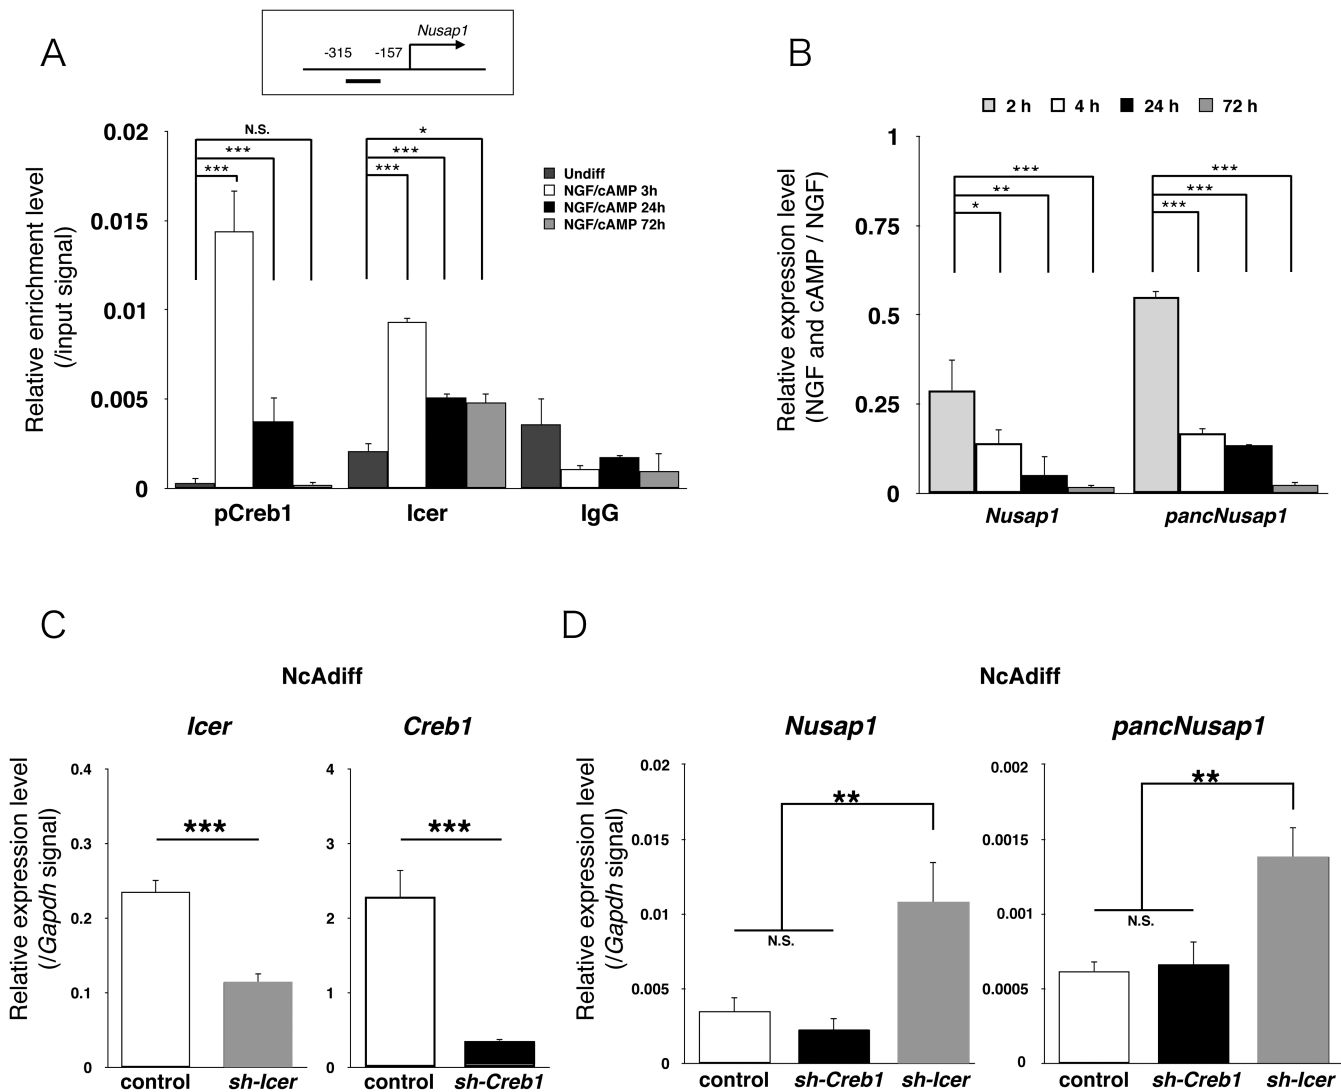 A
Nusap1
-315 -157
0.02
0.015
0.01
0.005
0
Relative enrichment level
(/input signal)
N.S.
***
***
*
***
***
Undiff
NGF/cAMP 3h
NGF/cAMP 24h
NGF/cAMP 72h
pCreb1 Icer IgG
B
2 h 4 h 24 h 72 h
1
0.75
0.5
0.25
0
Relative expression level
(NGF and cAMP / NGF)
***
**
*
***
***
***
Nusap1 pancNusap1
C
NcAdiff
Icer
Relative expression level
(/Gapdh signal)
0.4
0.3
0.2
0.1
0
***
control sh-Icer
Creb1
4
3
2
1
0
***
control sh-Creb1
D
NcAdiff
Nusap1
Relative expression level
(/Gapdh signal)
0.02
0.015
0.01
0.005
0
**
N.S.
control sh-Creb1 sh-Icer
pancNusap1
0.002
0.0015
0.001
0.0005
0
**
N.S.
control sh-Creb1 sh-Icer